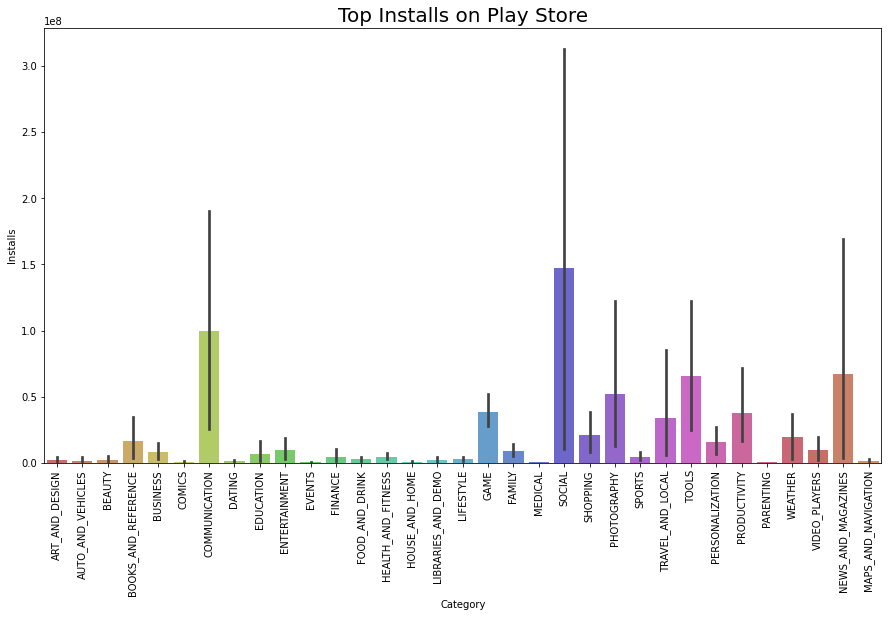 Top Installs on Play Store
1e8
3.0
2.5
2.0
1.5
1.0
0.5
0.0
Installs
ART_AND_DESIGN
AUTO_AND_VEHICLES
BEAUTY
BOOKS_AND_REFERENCE
BUSINESS
COMICS
COMMUNICATION
DATING
EDUCATION
ENTERTAINMENT
EVENTS
FINANCE
FOOD_AND_DRINK
HEALTH_AND_FITNESS
HOUSE_AND_HOME
LIBRARIES_AND_DEMO
LIFESTYLE
GAME
FAMILY
MEDICAL
SOCIAL
SHOPPING
PHOTOGRAPHY
SPORTS
TRAVEL_AND_LOCAL
TOOLS
PERSONALIZATION
PRODUCTIVITY
PARENTING
WEATHER
VIDEO_PLAYERS
NEWS_AND_MAGAZINES
MAPS_AND_NAVIGATION
Category